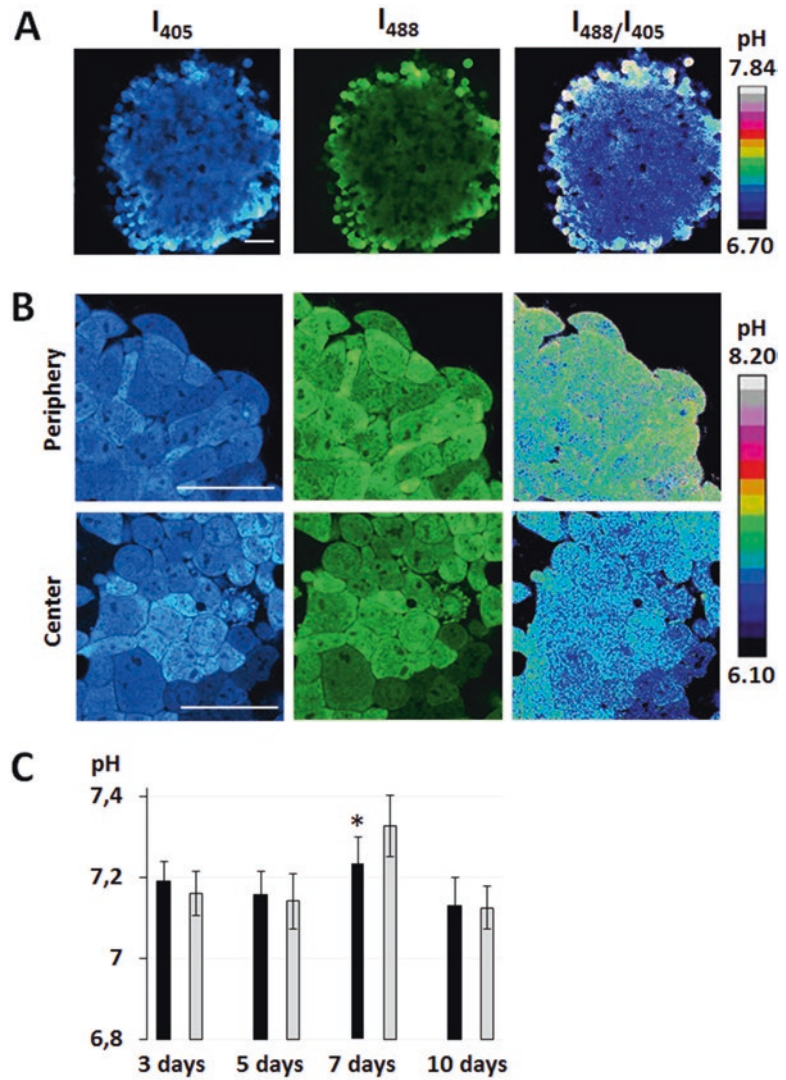 A
I405
I488
I488/I405
pH
7.84
6.70
B
Periphery
Center
pH
8.20
6.10
C
pH
7,4
7,2
7
6,8
*
3 days
5 days
7 days
10 days